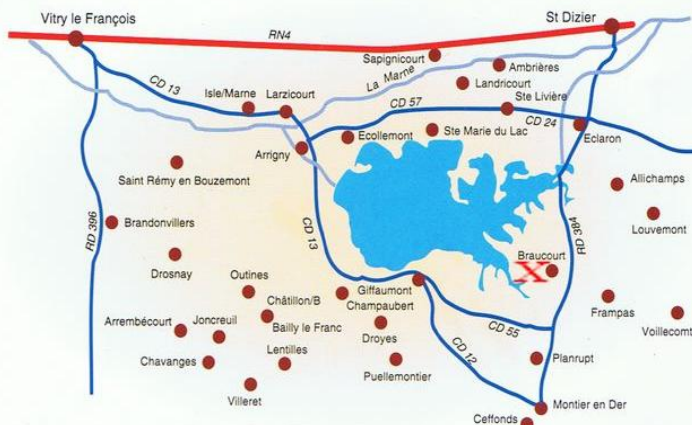 Vitry le François
St Dizier
RN4
Sapignicourt
Ambrières
La Marne
Landricourt
CD 13
Isle/Marne
Larzicourt
CD 57
Ste Livière
CD 24
Ecollemont
Ste Marie du Lac
Eclaron
Arrigny
Saint Rémy en Bouzemont
Allichamps
Louvemont
Brandonvillers
RD 396
CD 13
RD 384
Drosnay
Braucourt
X
Outines
Giffaumont
Champaubert
Châtillon/B
Frampas
Arrembécourt
Joncreuil
Bailly le Franc
Droyes
CD 55
Voillecomt
Chavanges
Lentilles
CD 12
Planrupt
Puellemontier
Villeret
Montier en Der
Ceffonds